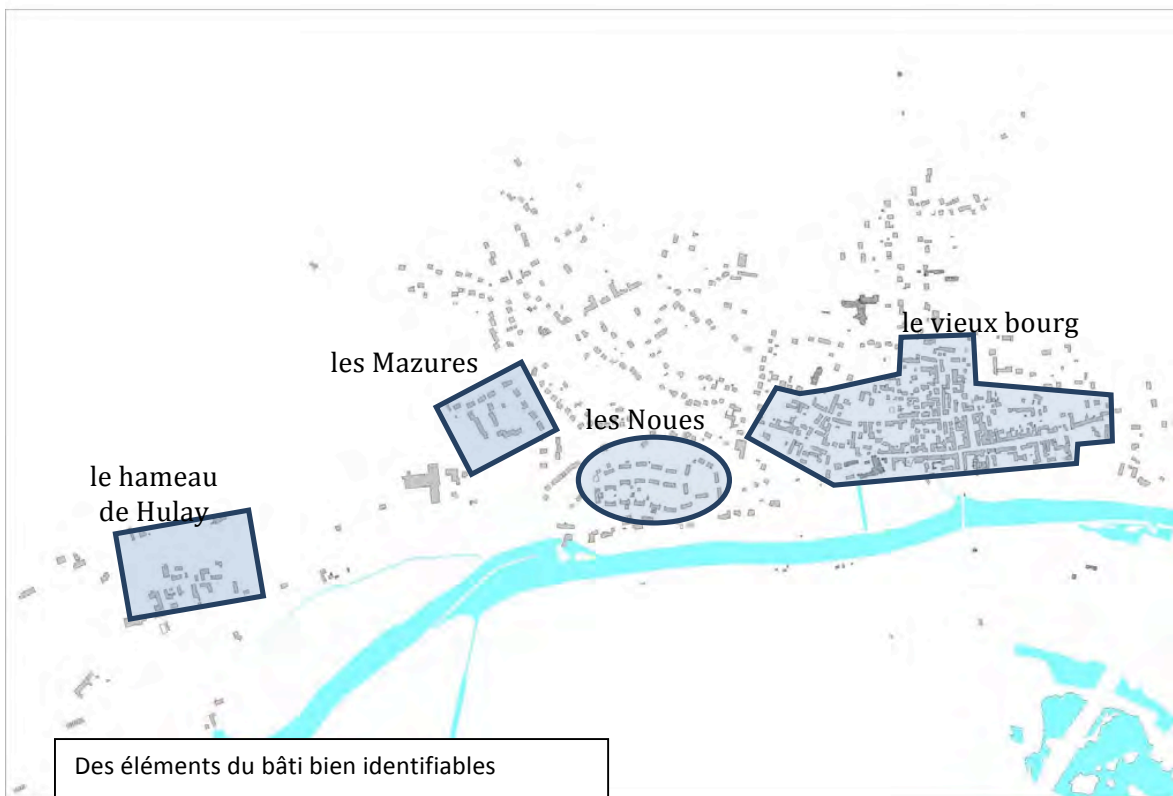 le vieux bourg
les Mazures
les Noues
le hameau
de Hulay
Des éléments du bâti bien identifiables